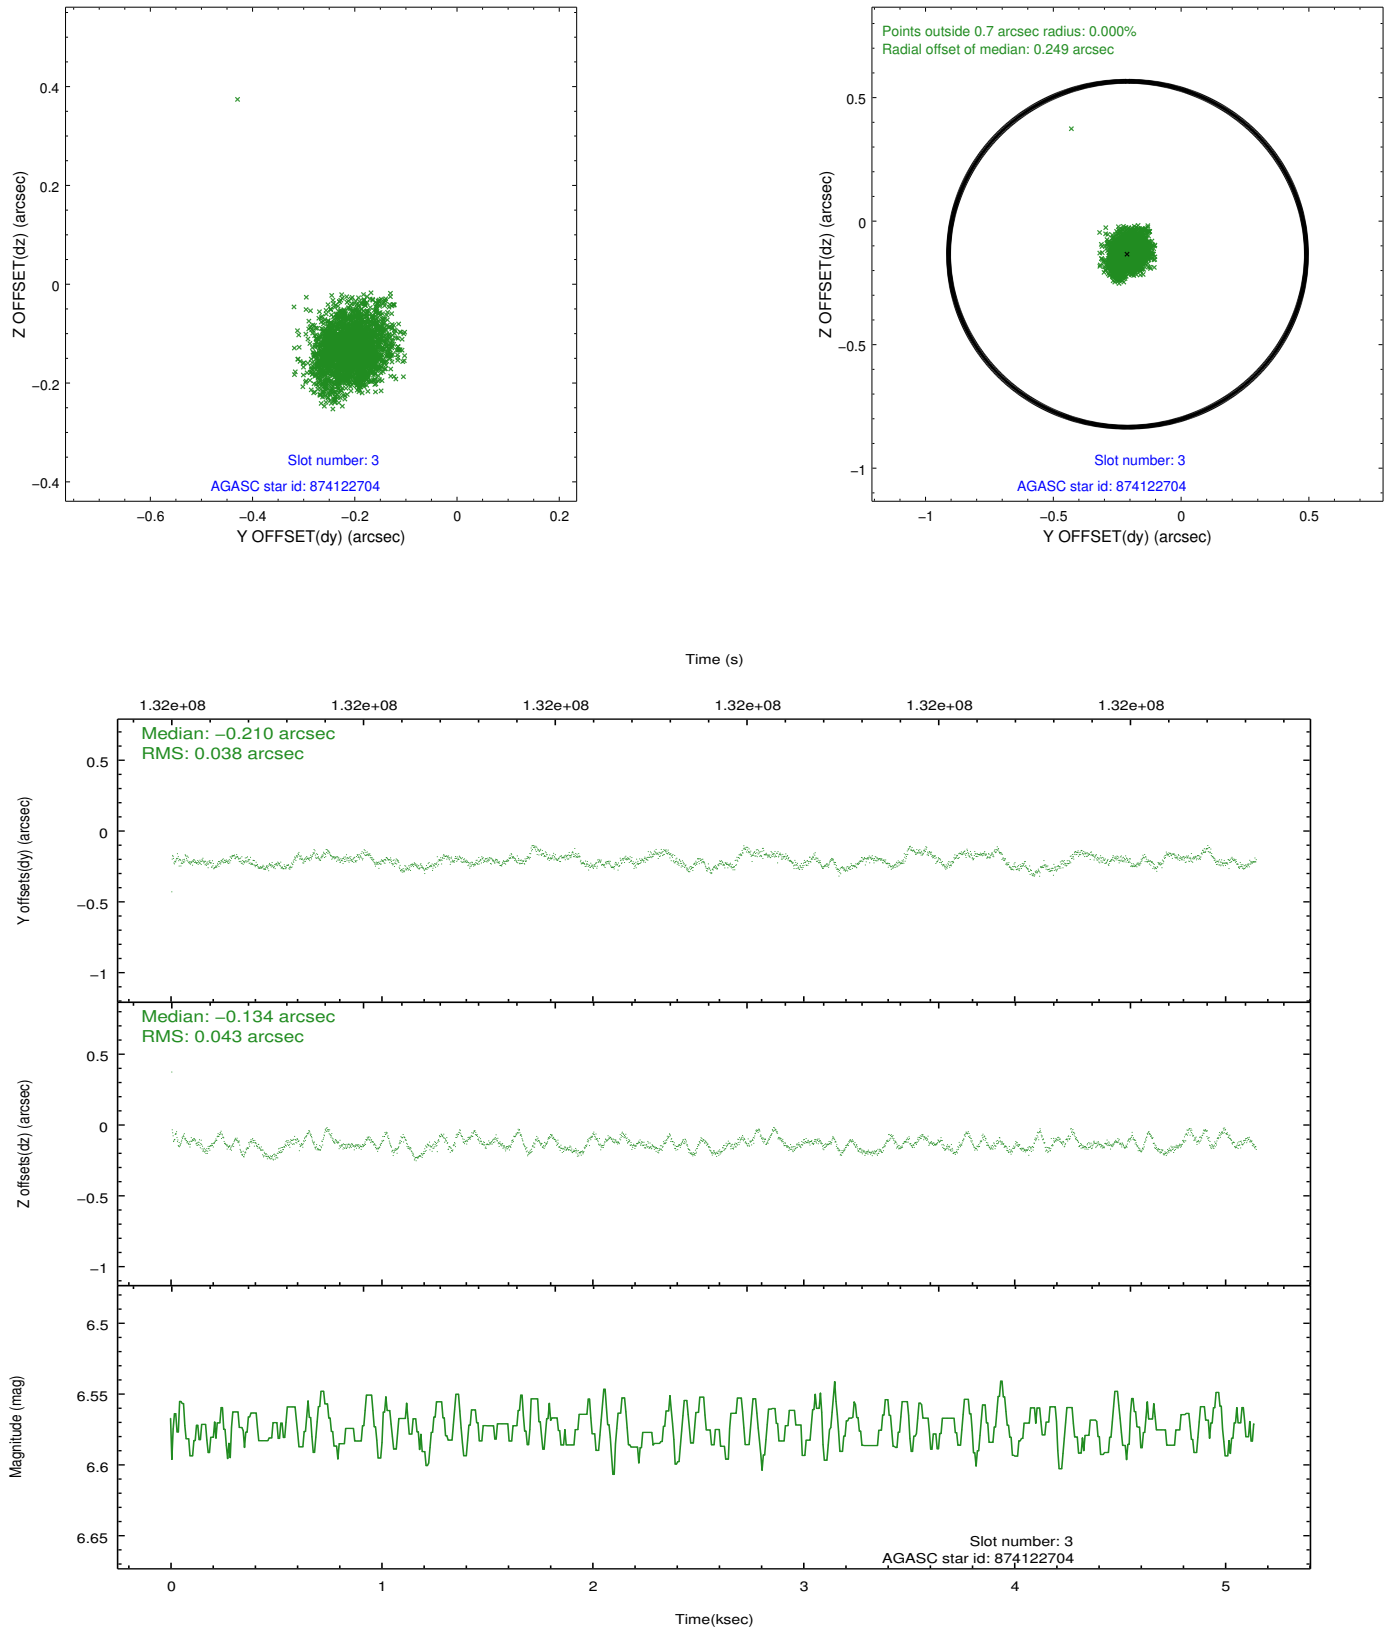 0.4
0.2
0
−0.2
−0.4
Z OFFSET(dz) (arcsec)
Slot number: 3
AGASC star id: 874122704
−0.6 −0.4 −0.2 0 0.2
Y OFFSET(dy) (arcsec)
Points outside 0.7 arcsec radius: 0.000%
Radial offset of median: 0.249 arcsec
0.5
0
−0.5
−1
Z OFFSET(dz) (arcsec)
Slot number: 3
AGASC star id: 874122704
−1 −0.5 0 0.5
Y OFFSET(dy) (arcsec)
Time (s)
1.32e+08 1.32e+08 1.32e+08 1.32e+08 1.32e+08 1.32e+08
Median: −0.210 arcsec
RMS: 0.038 arcsec
0.5
0
−0.5
−1
Y offsets(dy) (arcsec)
Median: −0.134 arcsec
RMS: 0.043 arcsec
0.5
0
−0.5
−1
Z offsets(dz) (arcsec)
6.5
6.55
6.6
6.65
Magnitude (mag)
Slot number: 3
AGASC star id: 874122704
0 1 2 3 4 5
Time(ksec)